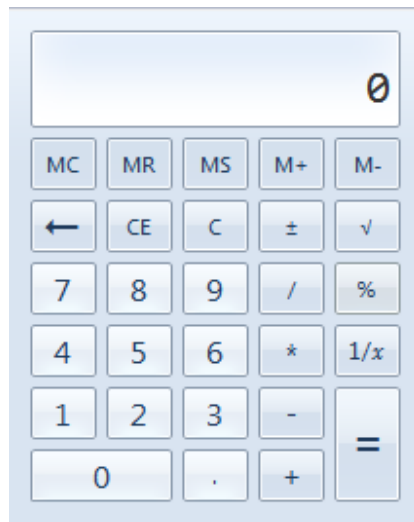 0
MC MR MS M+ M-
← CE C ± √
7 8 9 / %
4 5 6 * 1/x
1 2 3 - =
0 . +